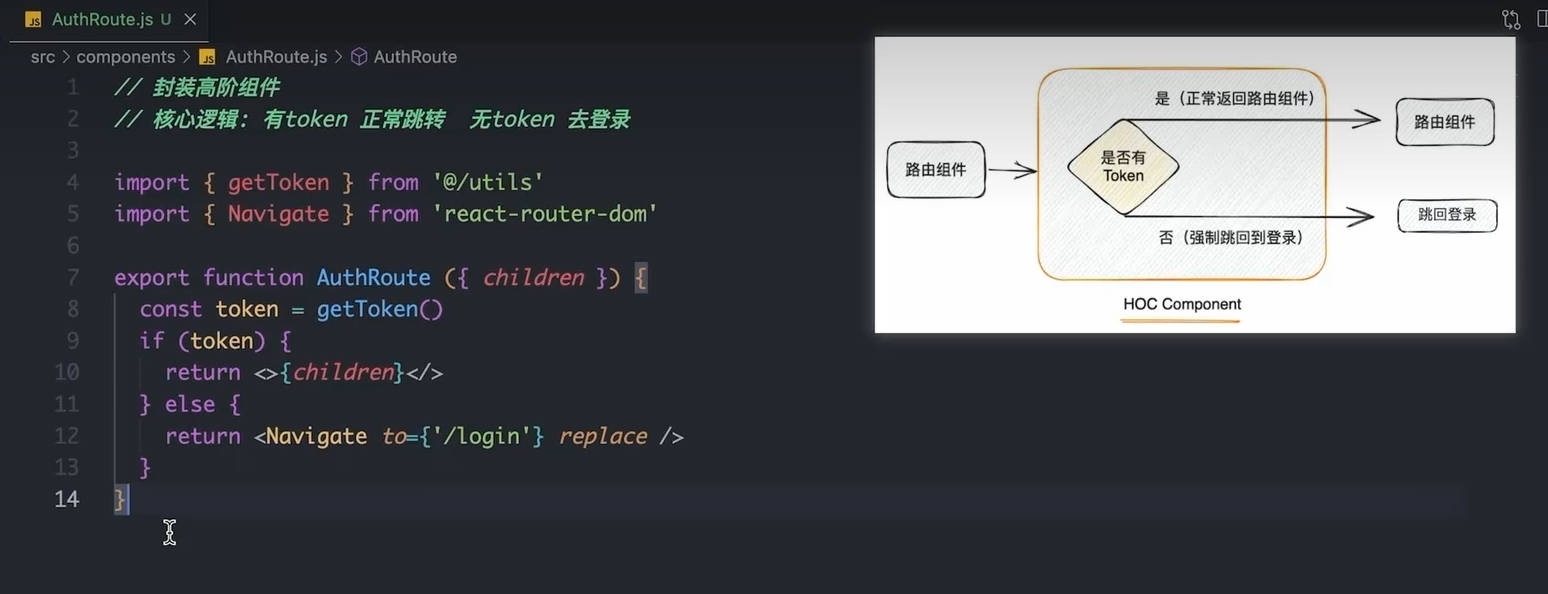 JS AuthRoute.js U
src > components > JS AuthRoute.js > AuthRoute
1 // 封装高阶组件
2 // 核心逻辑: 有token 正常跳转  无token 去登录
3
4 import { getToken } from '@/utils'
5 import { Navigate } from 'react-router-dom'
6
7 export function AuthRoute ({ children }) {
8   const token = getToken()
9   if (token) {
10     return <>{children}</>
11   } else {
12     return <Navigate to={'/login'} replace />
13   }
14 }
路由组件
是否有
Token
是（正常返回路由组件）
路由组件
否（强制跳回到登录）
跳回登录
HOC Component